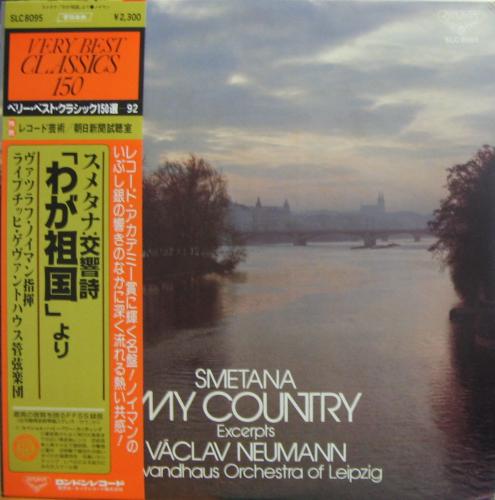 SLC8095
¥2,300
VERY BEST
CLASSICS
150
ベリー・ベスト・クラシック150選 92
特選 レコード芸術/朝日新聞試聴室
レコード・アカデミー賞に輝く名盤!ノイマンの
いぶし銀の響きのなかに深く流れる熱い共感!
スメタナ 交響詩
「わが祖国」より
ヴァツラフ・ノイマン指揮
ライプチッヒ・ゲヴァントハウス管弦楽団
ロンドンレコード
SLC 8095
SMETANA
MY COUNTRY
Excerpts
VÁCLAV NEUMANN
wandhaus Orchestra of Leipzig